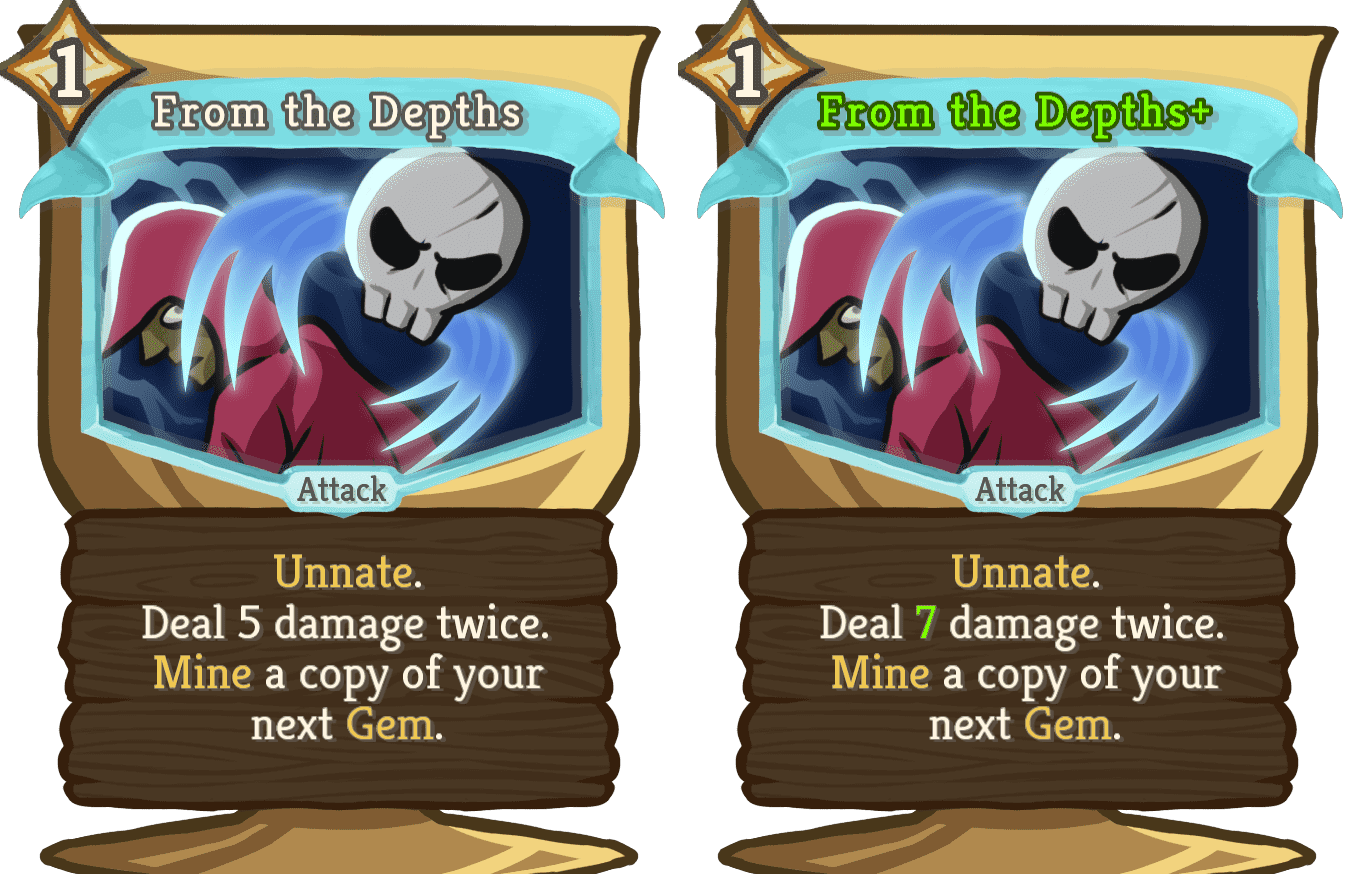 1
From the Depths
Attack
Unnate.
Deal 5 damage twice.
Mine a copy of your
next Gem.
1
From the Depths+
Attack
Unnate.
Deal 7 damage twice.
Mine a copy of your
next Gem.